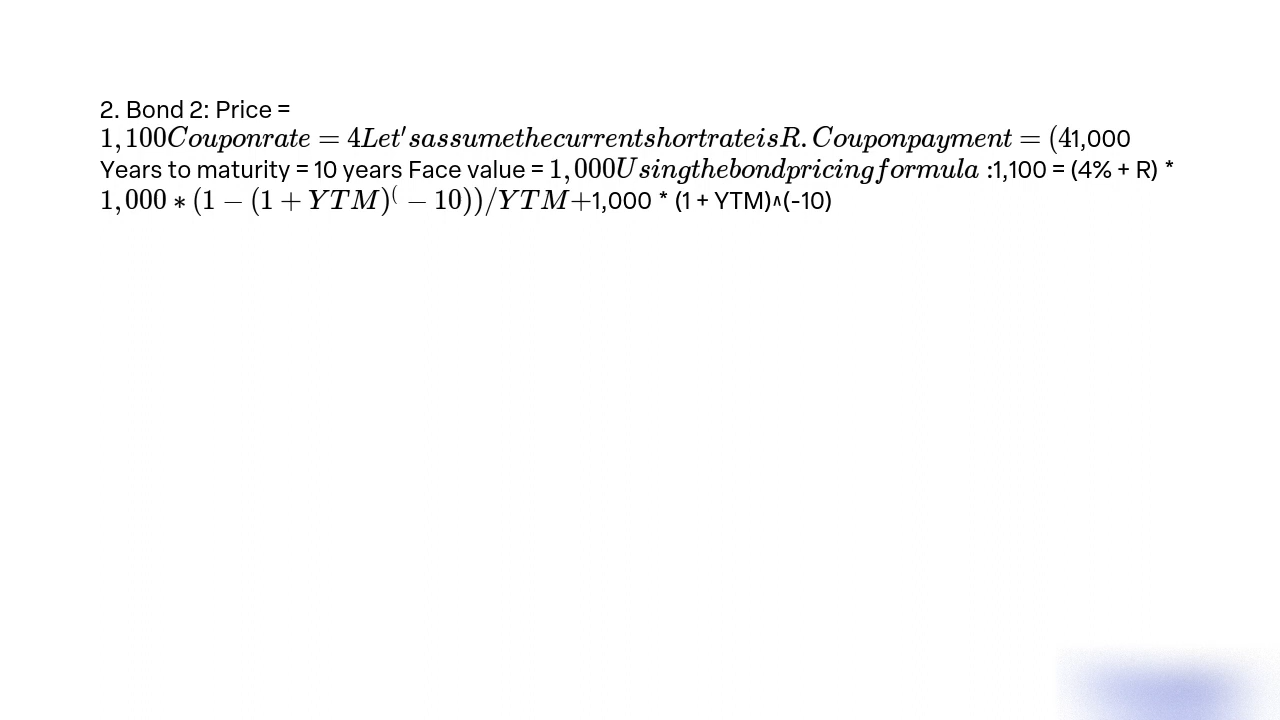 2. Bond 2: Price =
1,100Couponrate = 4Let'sassumethecurrentshortrateisR.Couponpayment = (41,000
Years to maturity = 10 years Face value = 1,000Usingthebondpricingformula :1,100 = (4% + R) *
1,000 * (1 − (1 + YTM)^( − 10))/YTM+1,000 * (1 + YTM)^(-10)